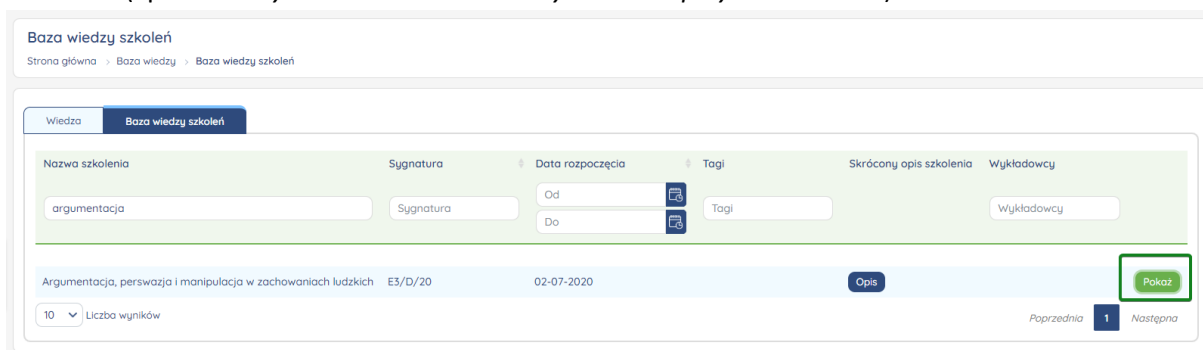 Baza wiedzy szkoleń
Strona główna > Baza wiedzy > Baza wiedzy szkoleń
Wiedza Baza wiedzy szkoleń
Nazwa szkolenia Sygnatura Data rozpoczęcia Tagi Skrócony opis szkolenia Wykładowcy
argumentacja Sygnatura Od Tagi Wykładowcy
Do
Argumentacja, perswazja i manipulacja w zachowaniach ludzkich E3/D/20 02-07-2020 Opis Pokaż
10 Liczba wyników Poprzednia 1 Następna